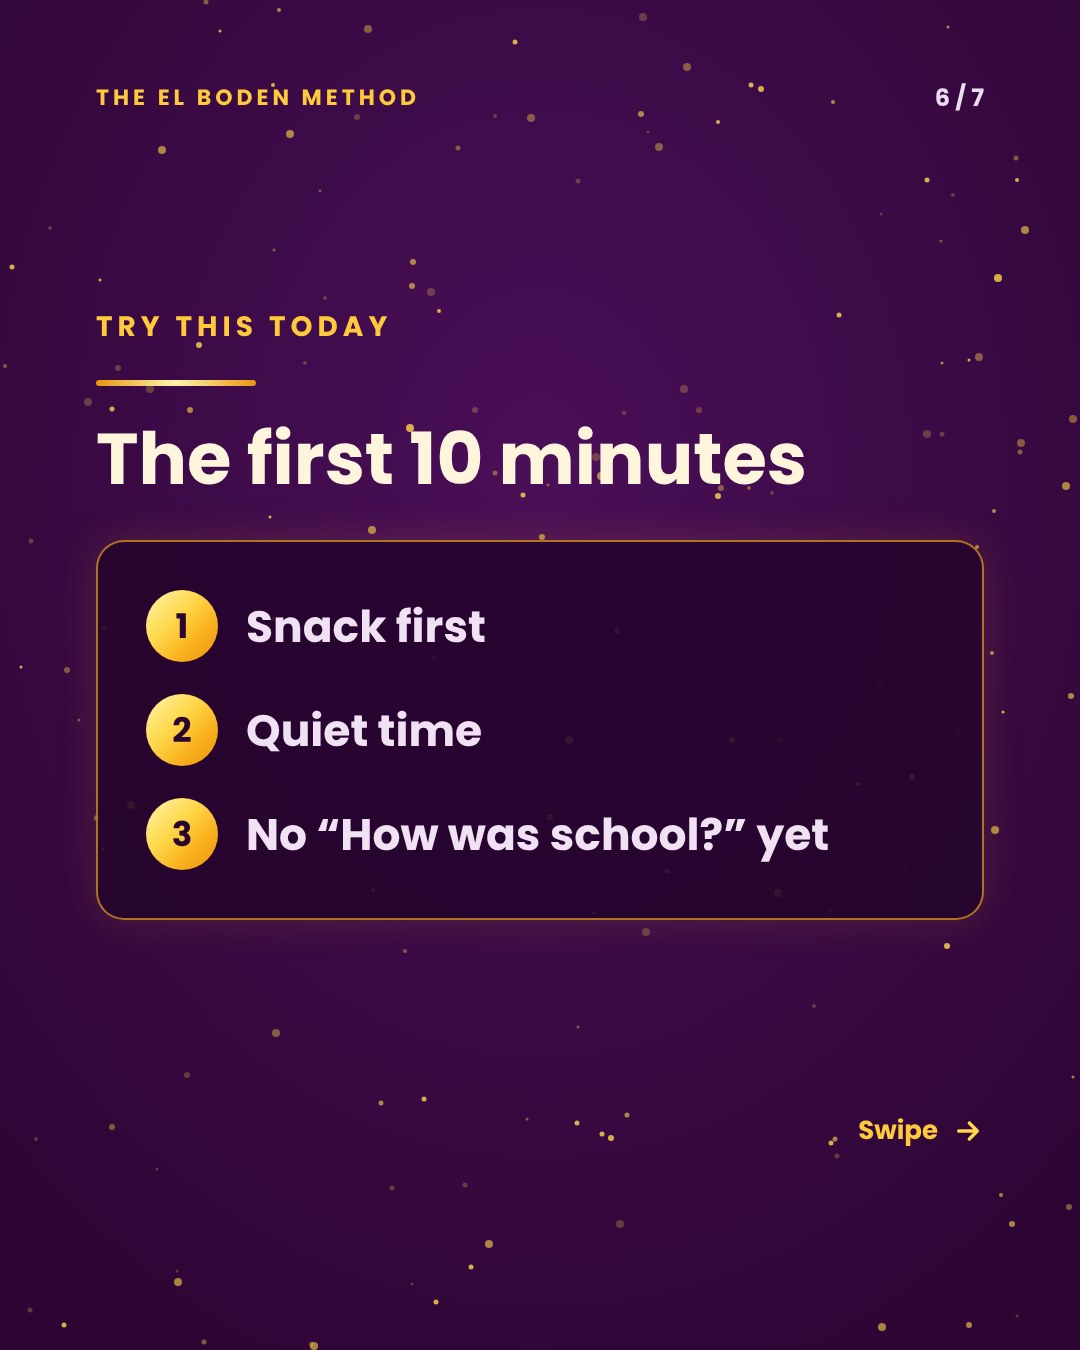 THE EL BODEN METHOD
6 / 7
TRY THIS TODAY
The first 10 minutes
1 Snack first
2 Quiet time
3 No “How was school?” yet
Swipe →